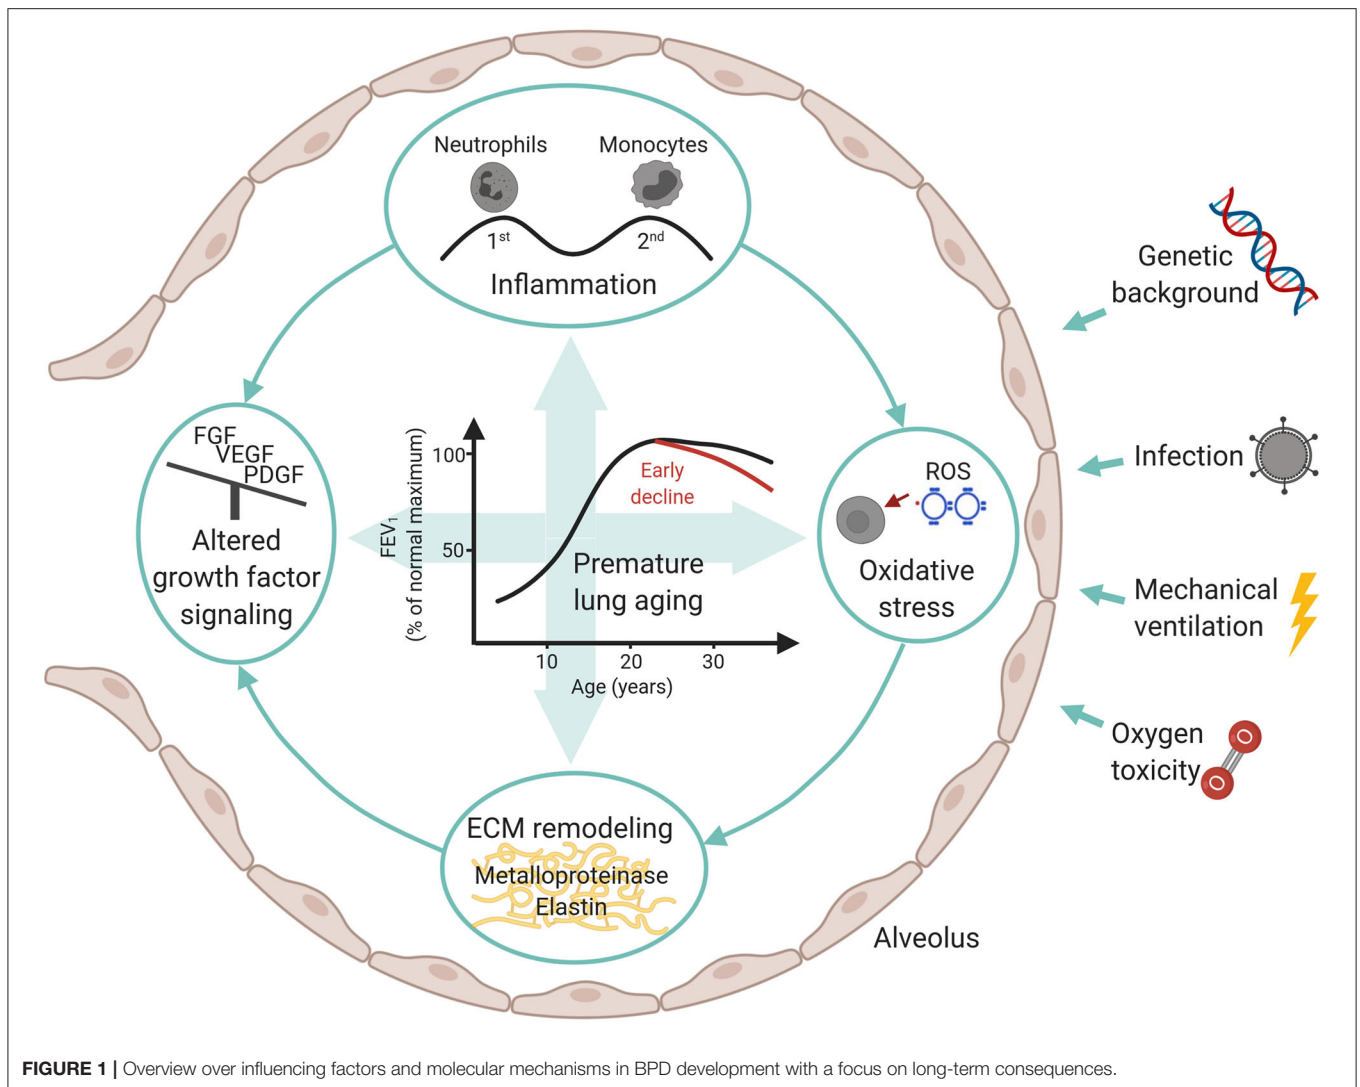 Neutrophils
Monocytes
1st
2nd
Inflammation
Genetic
background
FGF
VEGF
PDGF
Altered
growth factor
signaling
FEV1
(% of normal maximum)
100
50
Early
decline
Premature
lung aging
10
20
30
Age (years)
ROS
Oxidative
stress
Infection
Mechanical
ventilation
Oxygen
toxicity
O
O
ECM remodeling
Metalloproteinase
Elastin
Alveolus
FIGURE 1 | Overview over influencing factors and molecular mechanisms in BPD development with a focus on long-term consequences.